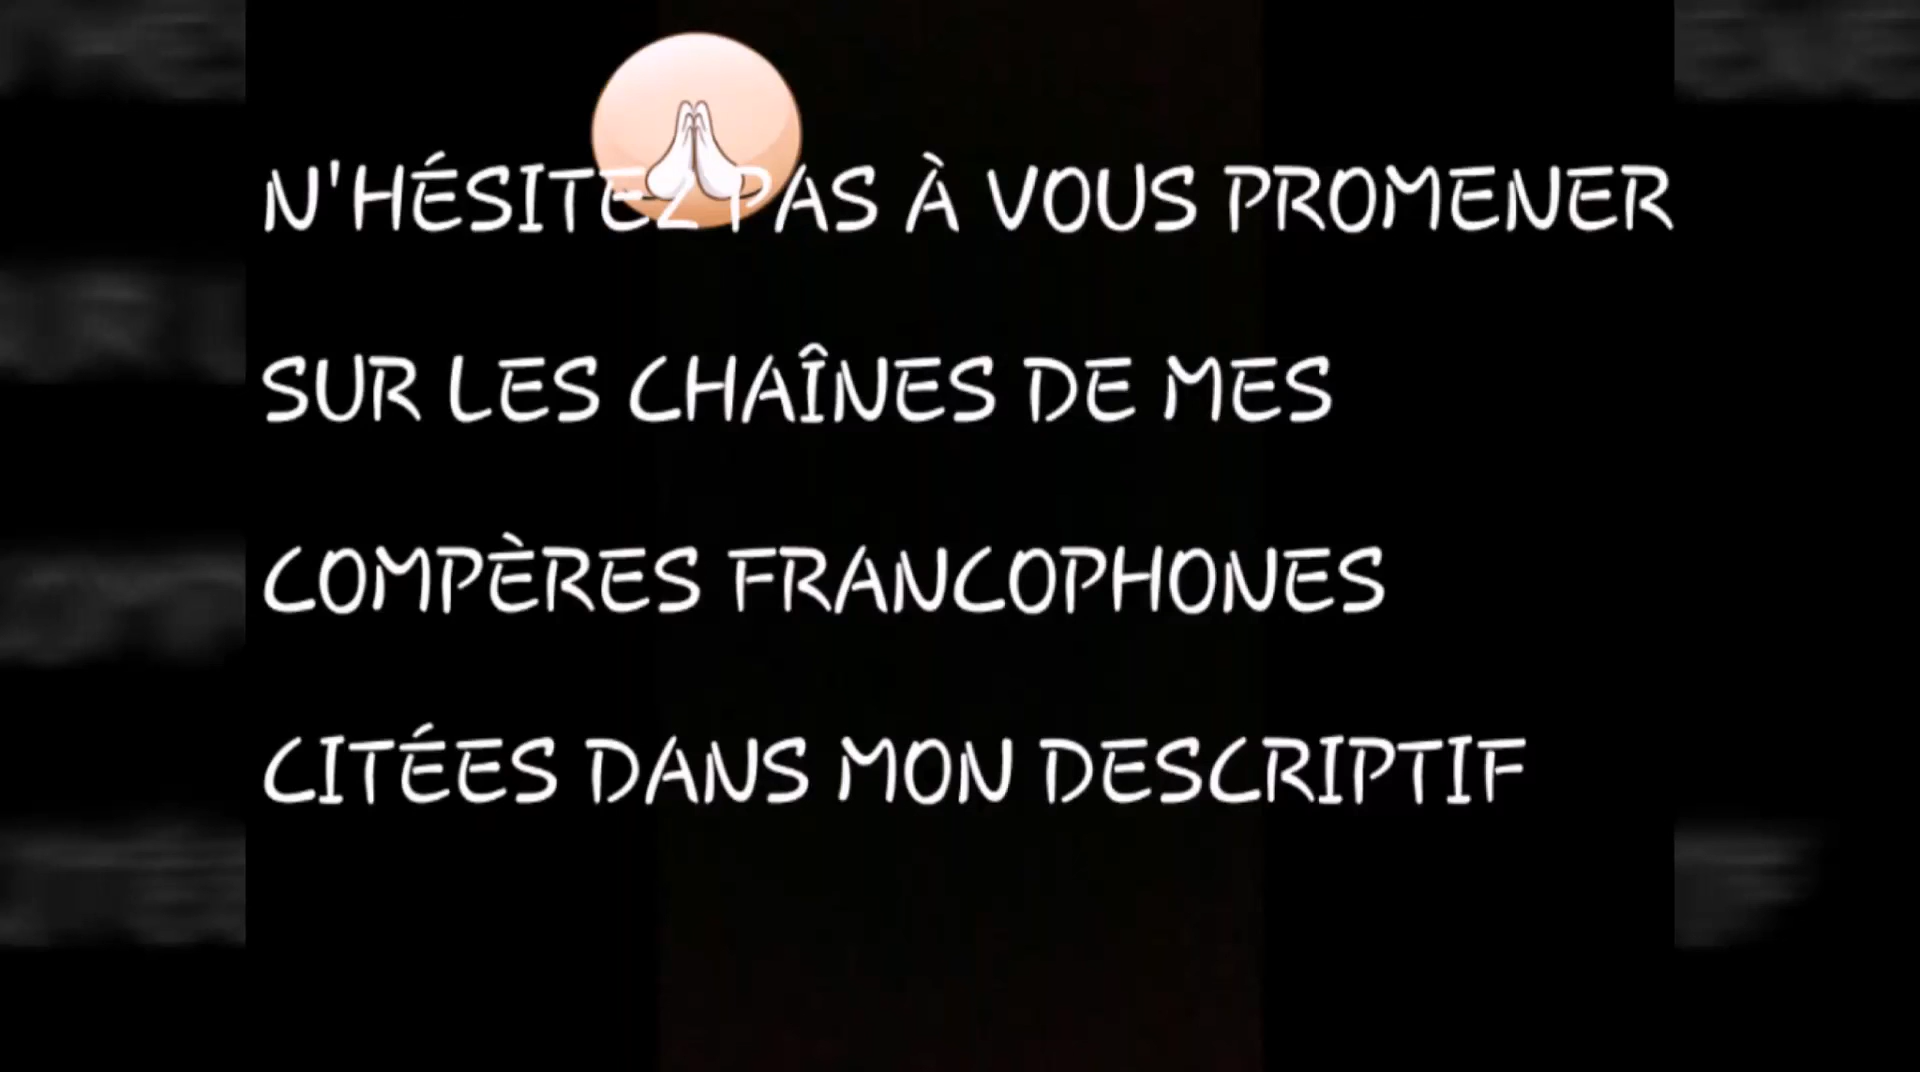 N'HÉSITEZ PAS À VOUS PROMENER
SUR LES CHAÎNES DE MES
COMPÈRES FRANCOPHONES
CITÉES DANS MON DESCRIPTIF